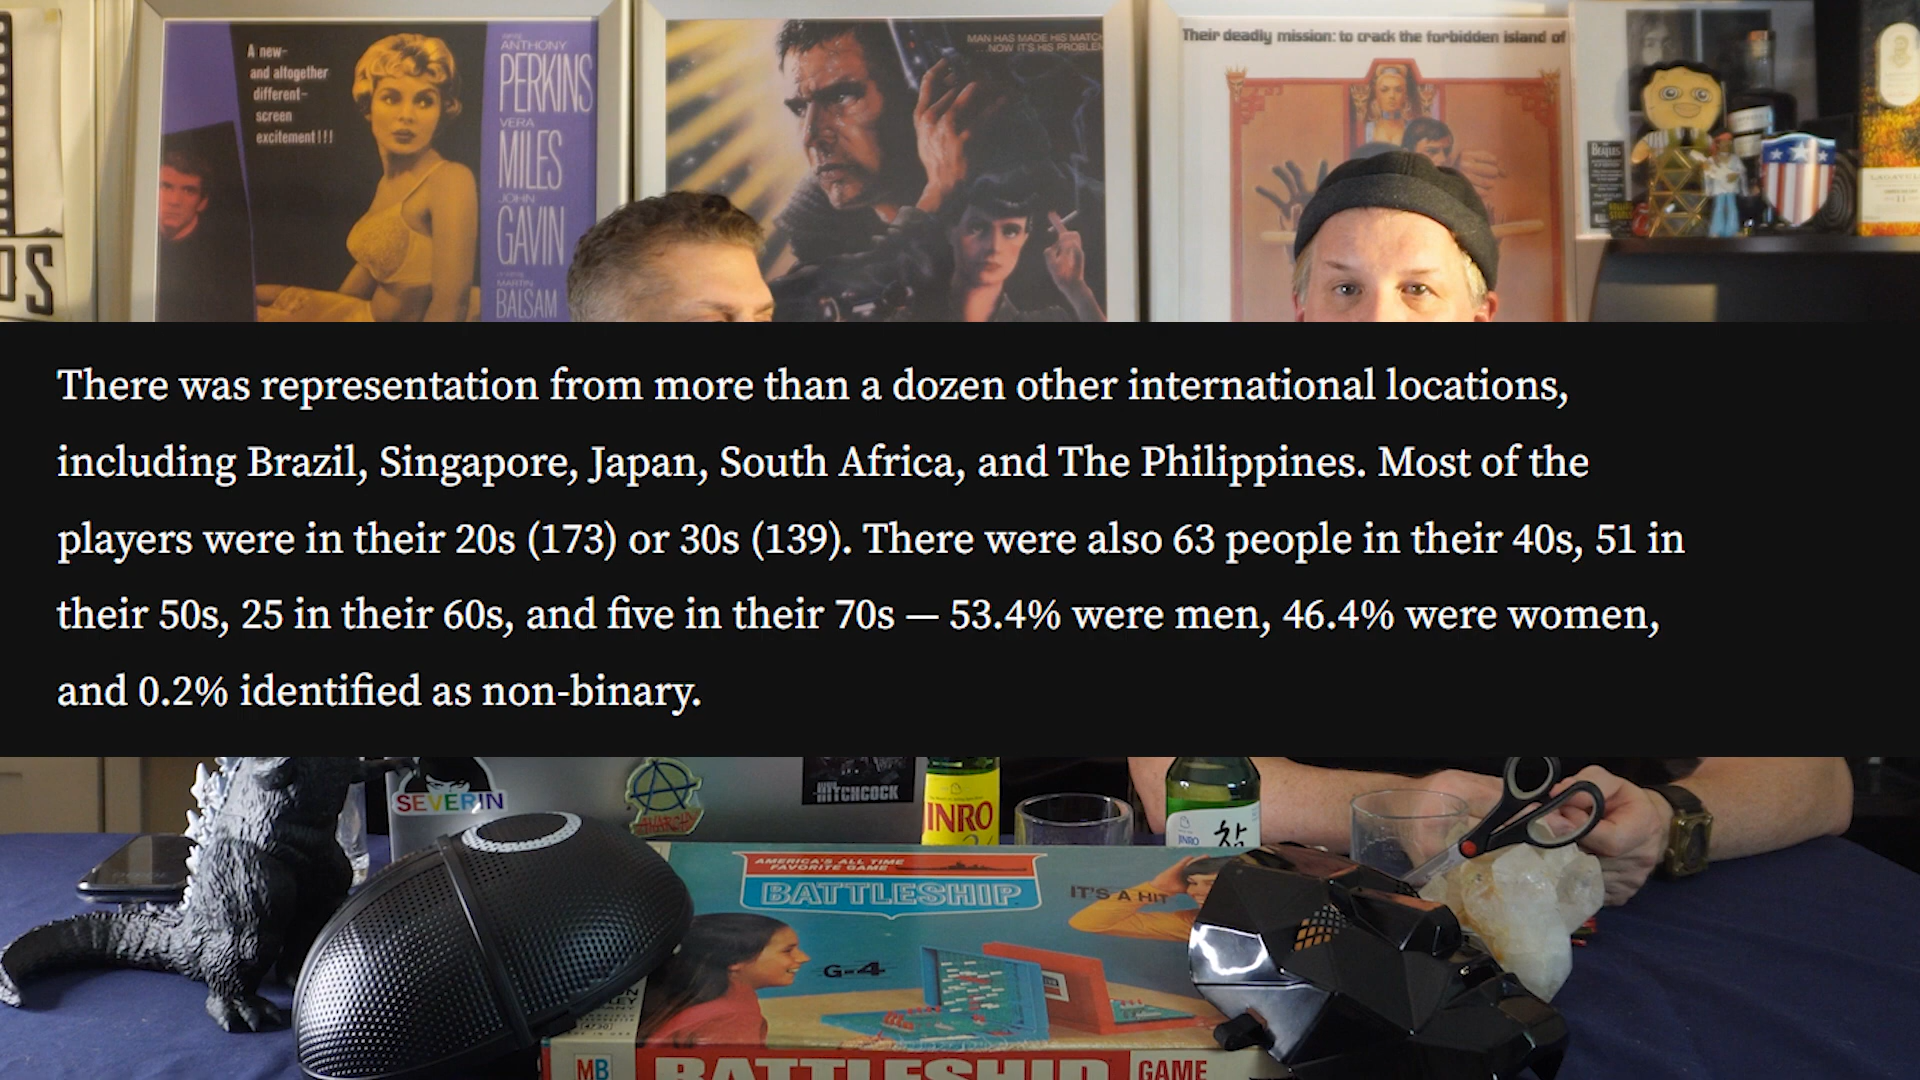 A new-
and altogether
different-
screen
excitement!!!
ANTHONY
PERKINS
VERA
MILES
JOHN
GAVIN
MARTIN
BALSAM
MAN HAS MADE HIS MATCH
NOW IT'S HIS PROBLEM
Their deadly mission: to crack the forbidden island of
There was representation from more than a dozen other international locations,
including Brazil, Singapore, Japan, South Africa, and The Philippines. Most of the
players were in their 20s (173) or 30s (139). There were also 63 people in their 40s, 51 in
their 50s, 25 in their 60s, and five in their 70s — 53.4% were men, 46.4% were women,
and 0.2% identified as non-binary.
SEVERIN
HITCHCOCK
INRO
INRO
AMERICA'S ALL TIME
FAVORITE GAME
BATTLESHIP
IT'S A HIT
G-4
MB
BATTLESHIP GAME